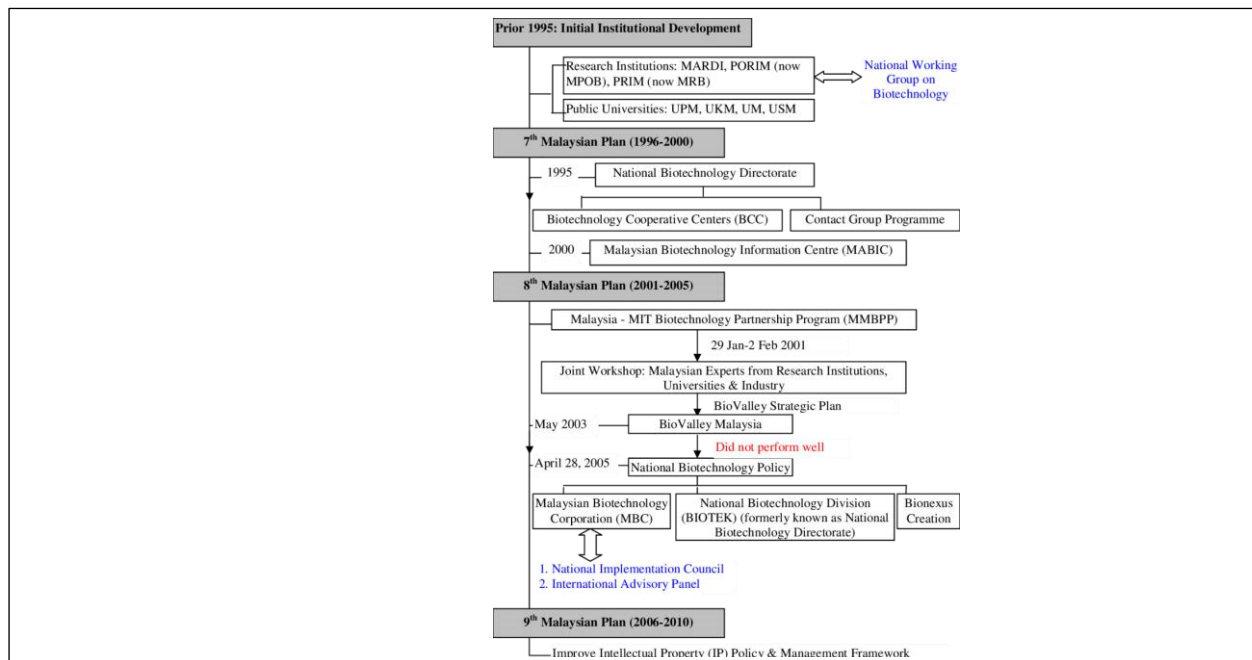 Prior 1995: Initial Institutional Development
Research Institutions: MARDI, PORIM (now
MPOB), PRIM (now MRB)
National Working
Group on
Biotechnology
Public Universities: UPM, UKM, UM, USM
7th Malaysian Plan (1996-2000)
1995
National Biotechnology Directorate
Biotechnology Cooperative Centers (BCC)
Contact Group Programme
2000
Malaysian Biotechnology Information Centre (MABIC)
8th Malaysian Plan (2001-2005)
Malaysia - MIT Biotechnology Partnership Program (MMBPP)
29 Jan-2 Feb 2001
Joint Workshop: Malaysian Experts from Research Institutions,
Universities & Industry
BioValley Strategic Plan
May 2003
BioValley Malaysia
Did not perform well
April 28, 2005
National Biotechnology Policy
Malaysian Biotechnology
Corporation (MBC)
National Biotechnology Division
(BIOTEK) (formerly known as National
Biotechnology Directorate)
Bionexus
Creation
1. National Implementation Council
2. International Advisory Panel
9th Malaysian Plan (2006-2010)
Improve Intellectual Property (IP) Policy & Management Framework